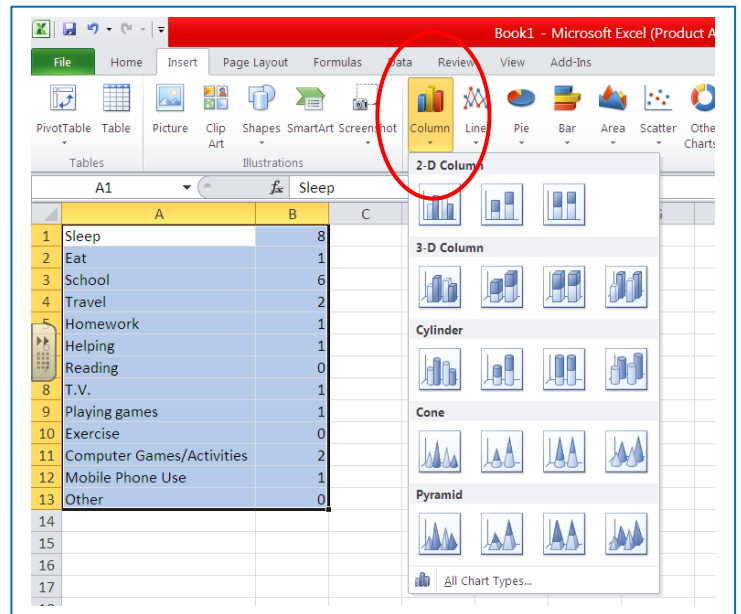 Book1 - Microsoft Excel (Product A
File Home Insert Page Layout Formulas Data Review View Add-Ins
PivotTable Table Picture Clip Art Shapes SmartArt Screenshot Column Line Pie Bar Area Scatter Othe Charts
Tables Illustrations
A1 fx Sleep
A B C
1 Sleep 8
2 Eat 1
3 School 6
4 Travel 2
5 Homework 1
Helping 1
Reading 0
8 T.V. 1
9 Playing games 1
10 Exercise 0
11 Computer Games/Activities 2
12 Mobile Phone Use 1
13 Other 0
14
15
16
17
2-D Column
3-D Column
Cylinder
Cone
Pyramid
All Chart Types...